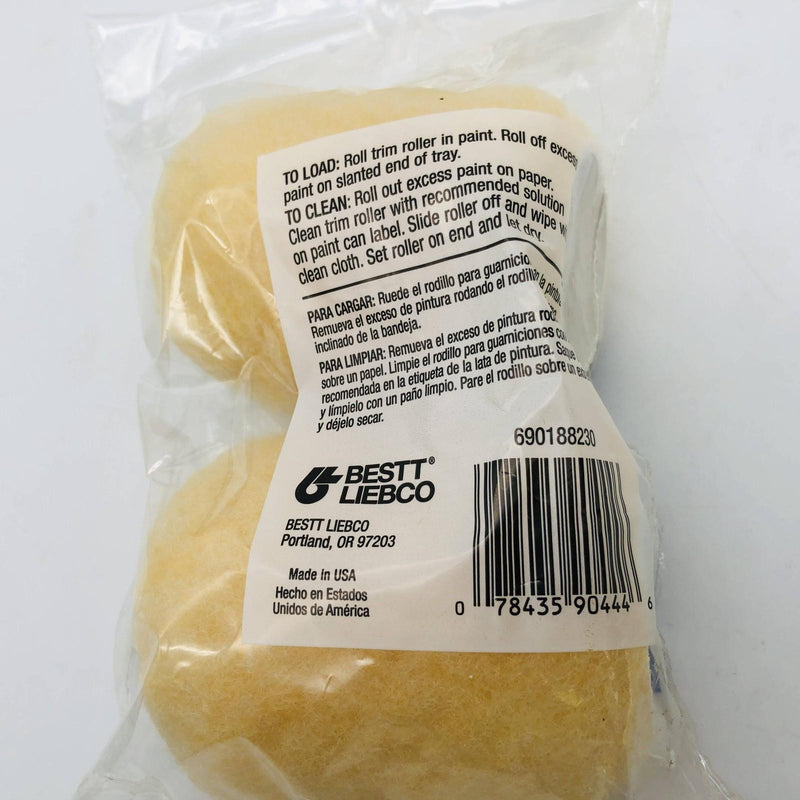 TO LOAD: Roll trim roller in paint. Roll off excess
paint on slanted end of tray.
TO CLEAN: Roll out excess paint on paper.
Clean trim roller with recommended solution
on paint can label. Slide roller off and wipe
clean cloth. Set roller on end and let dry.
PARA CARGAR: Ruede el rodillo para guarnicio
Remueva el exceso de pintura rodando el rodillo
inclinado de la bandeja.
PARA LIMPIAR: Remueva el exceso de pintura
sobre un papel. Limpie el rodillo para guarniciones
recomendada en la etiqueta de la lata de pintura. Saque
y límpielo con un paño limpio. Pare el rodillo sobre un
y déjelo secar.
690188230
BESTT®
LIEBCO
BESTT LIEBCO
Portland, OR 97203
Made in USA
Hecho en Estados
Unidos de América
0 78435 90444 6